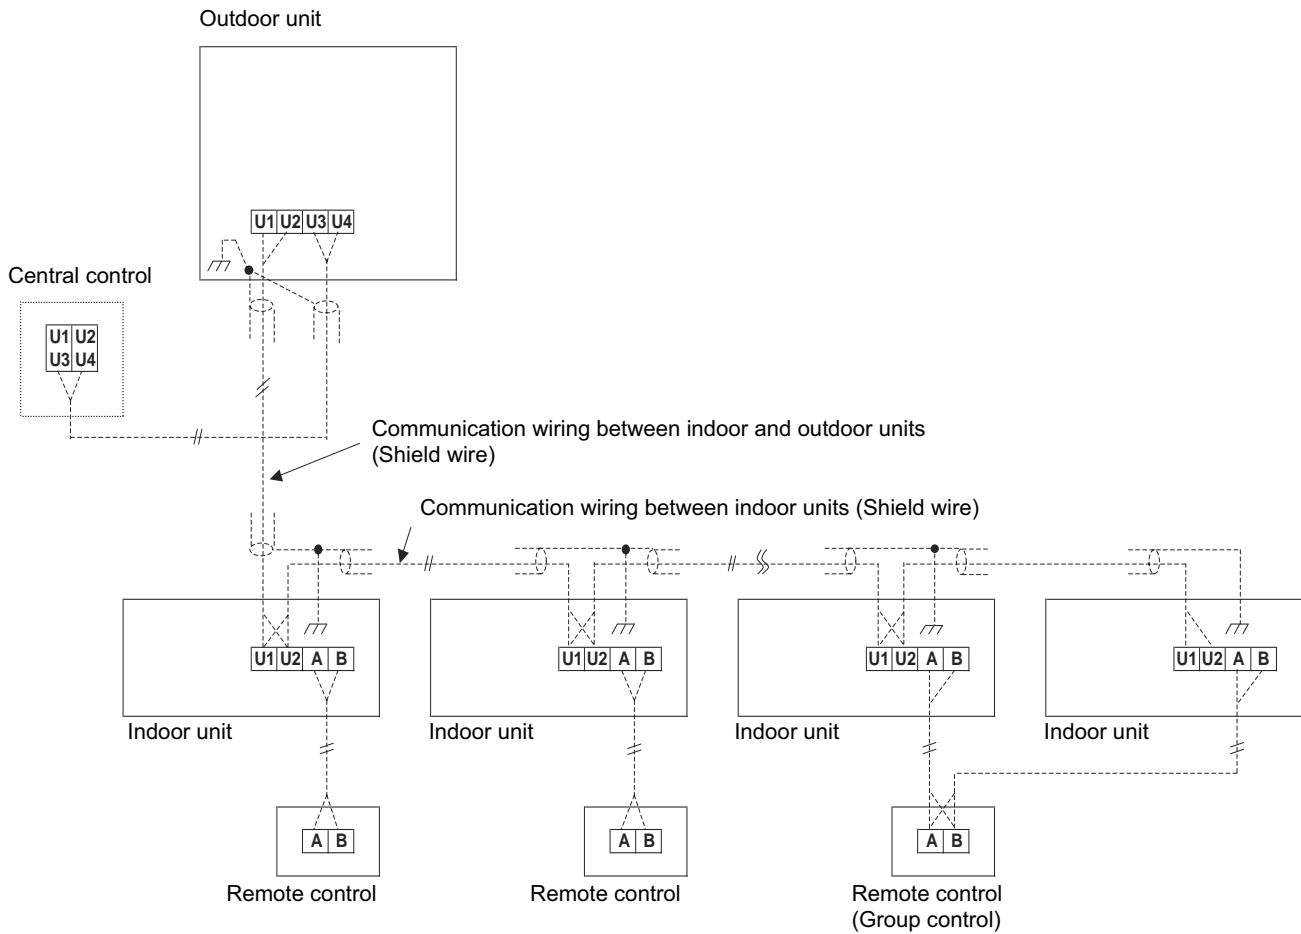 Outdoor unit
U1 U2 U3 U4
Central control
U1 U2
U3 U4
Communication wiring between indoor and outdoor units
(Shield wire)
Communication wiring between indoor units (Shield wire)
U1 U2 A B
U1 U2 A B
U1 U2 A B
U1 U2 A B
Indoor unit
Indoor unit
Indoor unit
Indoor unit
A B
A B
A B
Remote control
Remote control
Remote control
(Group control)